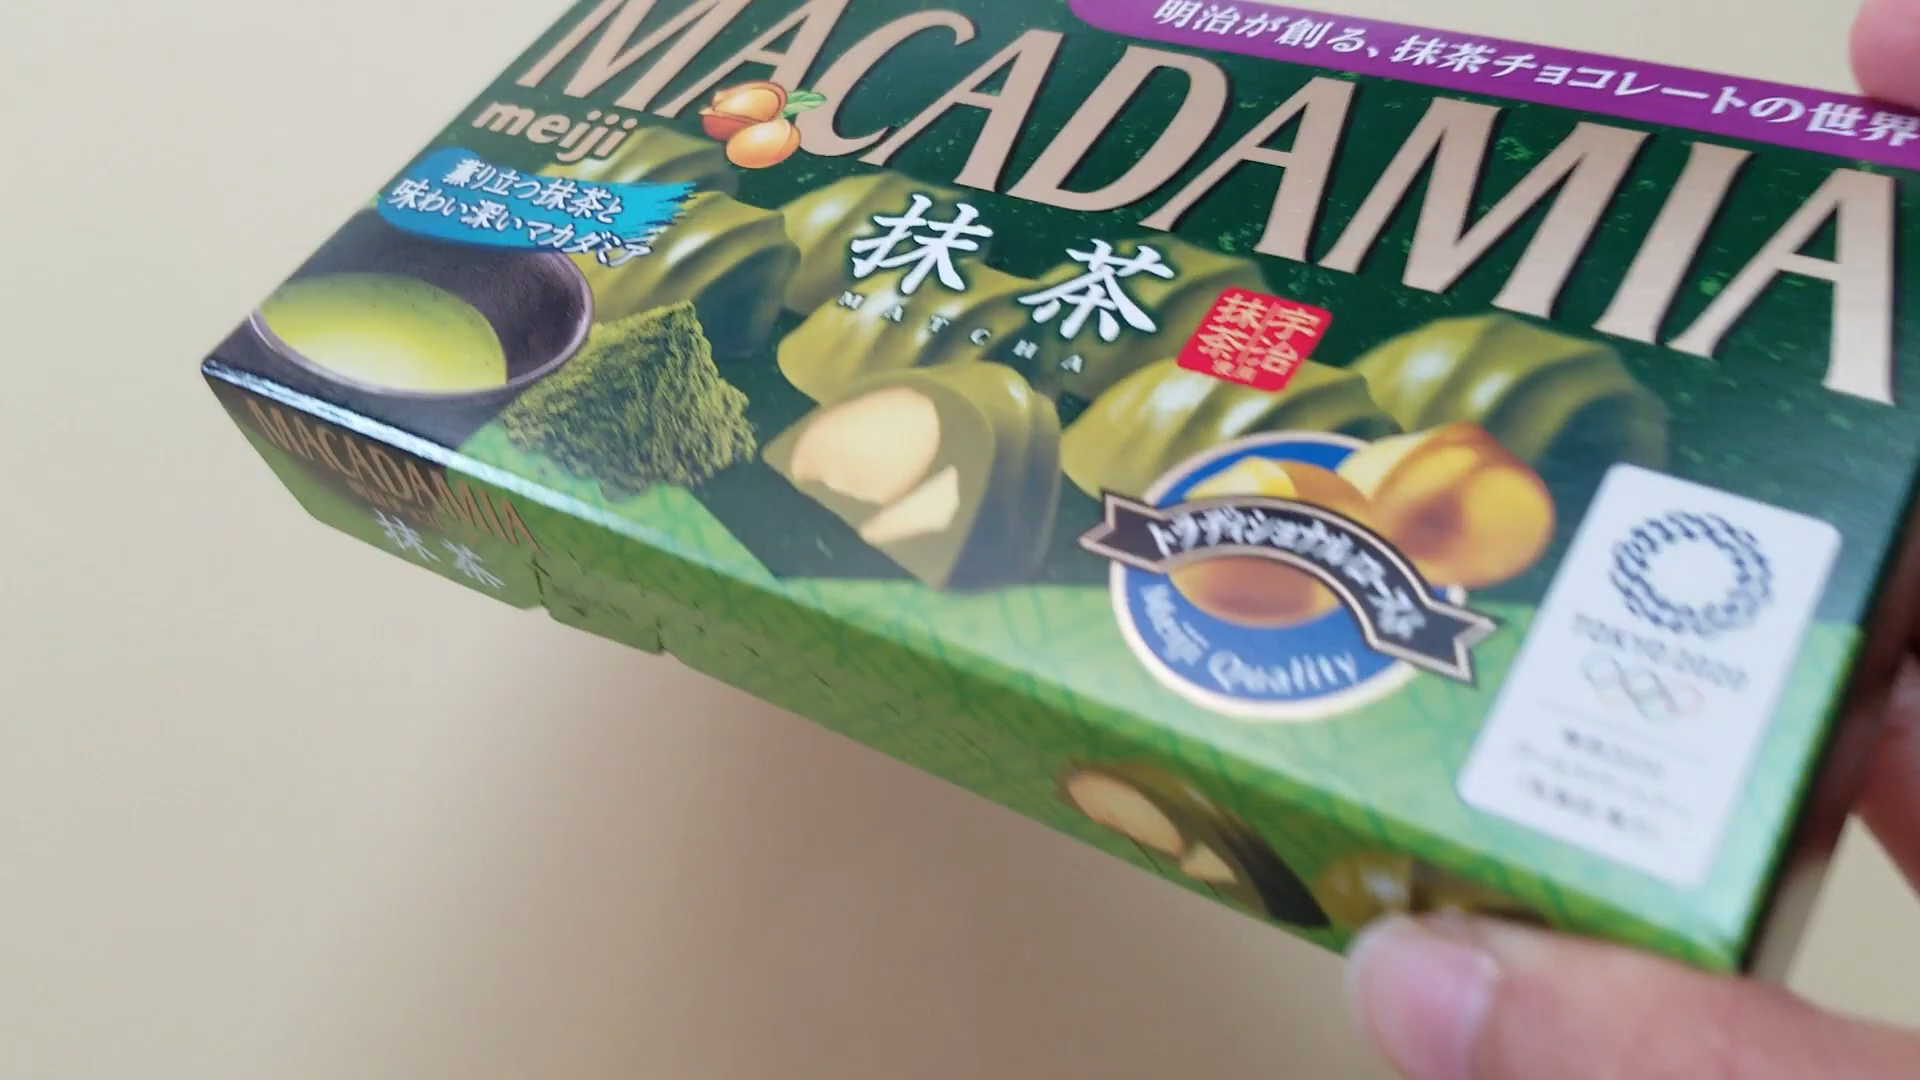 明治が創る、抹茶チョコレートの世界
MACADAMIA
meiji
薫り立つ抹茶と
味わい深いマカダミア
抹茶
MATCHA
宇治
抹茶
トラディショナルロースト
Meiji Quality
TOKYO 2020
MACADAMIA
抹茶